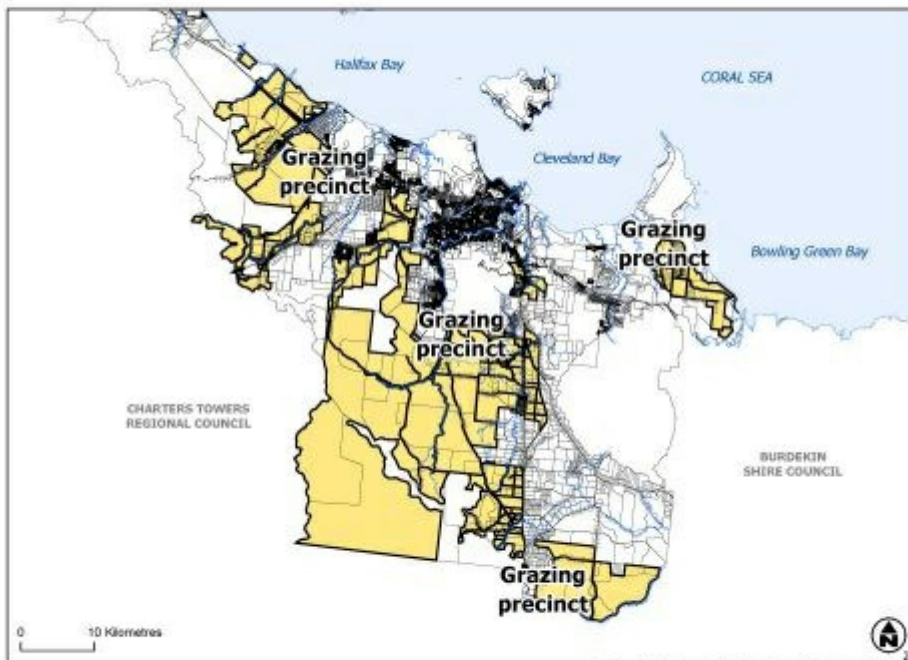 Halifax Bay
CORAL SEA
Grazing
precinct
Cleveland Bay
Grazing
precinct
Bowling Green Bay
Grazing
precinct
CHARTERS TOWERS
REGIONAL COUNCIL
BURDEKIN
SHIRE COUNCIL
Grazing
precinct
0 10 Kilometres
N